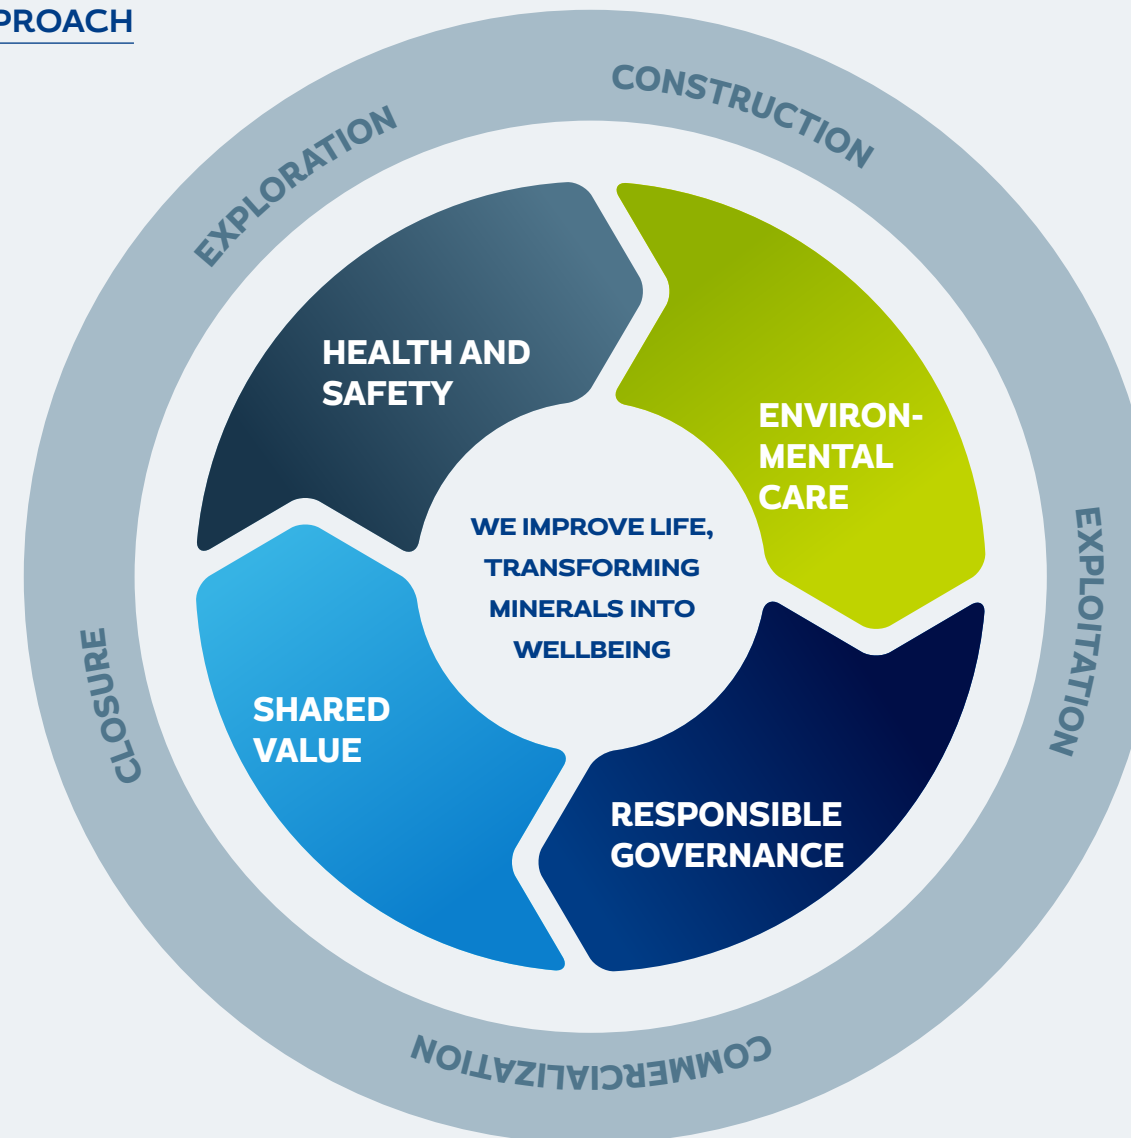 PROACH
EXPLORATION
CONSTRUCTION
HEALTH AND
SAFETY
ENVIRON-
MENTAL
CARE
WE IMPROVE LIFE,
TRANSFORMING
MINERALS INTO
WELLBEING
EXPLOITATION
CLOSURE
SHARED
VALUE
RESPONSIBLE
GOVERNANCE
COMMERCIALIZATION